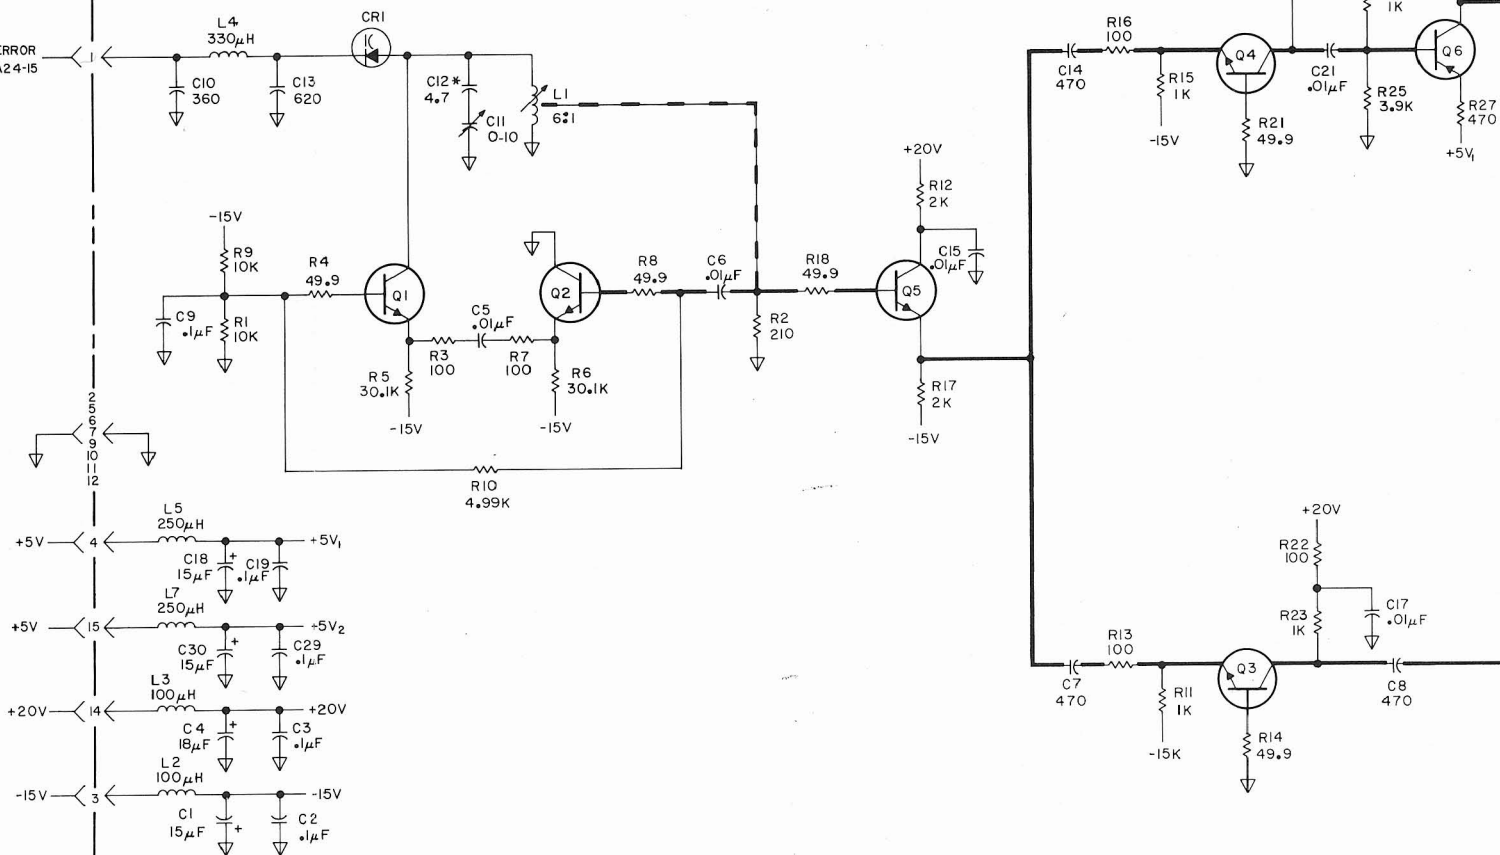 ERROR
A24-15
1
L4
330µH
CR1
C10
360
C13
620
C12*
4.7
C11
0-10
L1
6:1
-15V
R9
10K
R4
49.9
Q1
C9
.1µF
R1
10K
C5
.01µF
R3
100
R7
100
R5
30.1K
-15V
Q2
R6
30.1K
-15V
R8
49.9
C6
.01µF
R18
49.9
R2
210
R10
4.99K
+20V
R12
2K
C15
.01µF
Q5
R17
2K
-15V
R16
100
C14
470
R15
1K
-15V
Q4
R21
49.9
C21
.01µF
1K
R25
3.9K
Q6
R27
470
+5V₁
2
5
6
7
9
10
11
12
+5V
4
L5
250µH
+5V₁
C18
15µF
+
C19
.1µF
+5V
15
L7
250µH
+5V₂
C30
15µF
+
C29
.1µF
+20V
14
L3
100µH
+20V
C4
18µF
+
C3
.1µF
-15V
3
L2
100µH
-15V
C1
15µF
+
C2
.1µF
+20V
R22
100
R23
1K
C17
.01µF
R13
100
C7
470
R11
1K
-15K
Q3
R14
49.9
C8
470